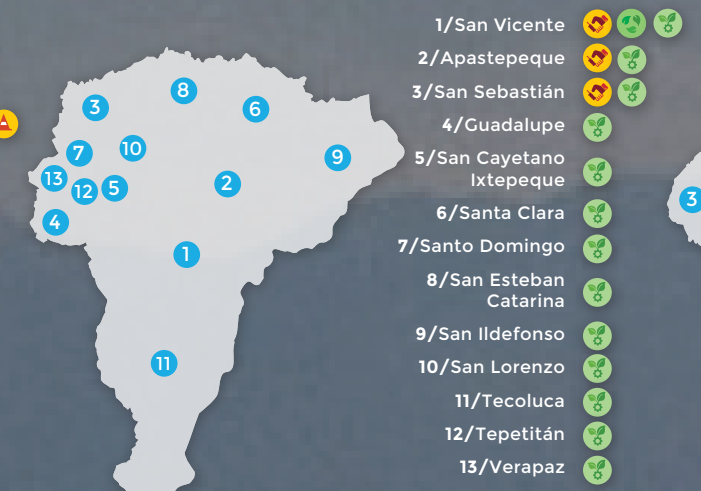 1/San Vicente
2/Apastepeque
3/San Sebastián
4/Guadalupe
5/San Cayetano
Ixtepeque
6/Santa Clara
7/Santo Domingo
8/San Esteban
Catarina
9/San Ildefonso
10/San Lorenzo
11/Tecoluca
12/Tepetitán
13/Verapaz
8
3
6
10
7
9
13
12
5
2
4
1
11
3